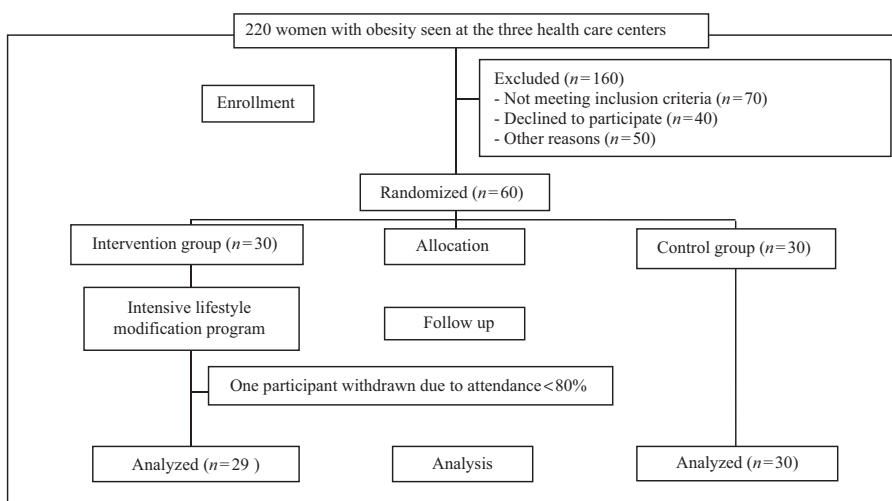 220 women with obesity seen at the three health care centers
Enrollment
Excluded (n=160)
- Not meeting inclusion criteria (n=70)
- Declined to participate (n=40)
- Other reasons (n=50)
Randomized (n=60)
Intervention group (n=30)
Allocation
Control group (n=30)
Intensive lifestyle
modification program
Follow up
One participant withdrawn due to attendance<80%
Analyzed (n=29 )
Analysis
Analyzed (n=30)